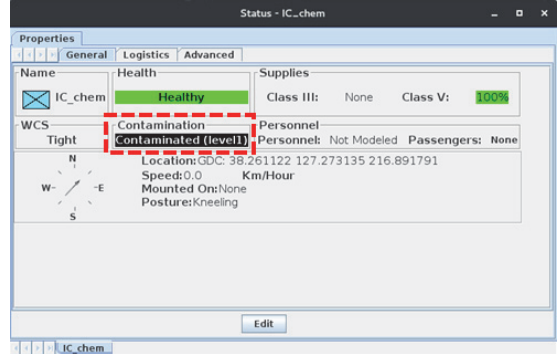 Status - IC_chem
Properties
General Logistics Advanced
Name Health Supplies
IC_chem Healthy Class III: None Class V: 100%
WCS Contamination Personnel
Tight Contaminated (level1) Personnel: Not Modeled Passengers: None
N
W- -E
S
Location:GDC: 38.261122 127.273135 216.891791
Speed:0.0 Km/Hour
Mounted On:None
Posture:Kneeling
Edit
IC_chem